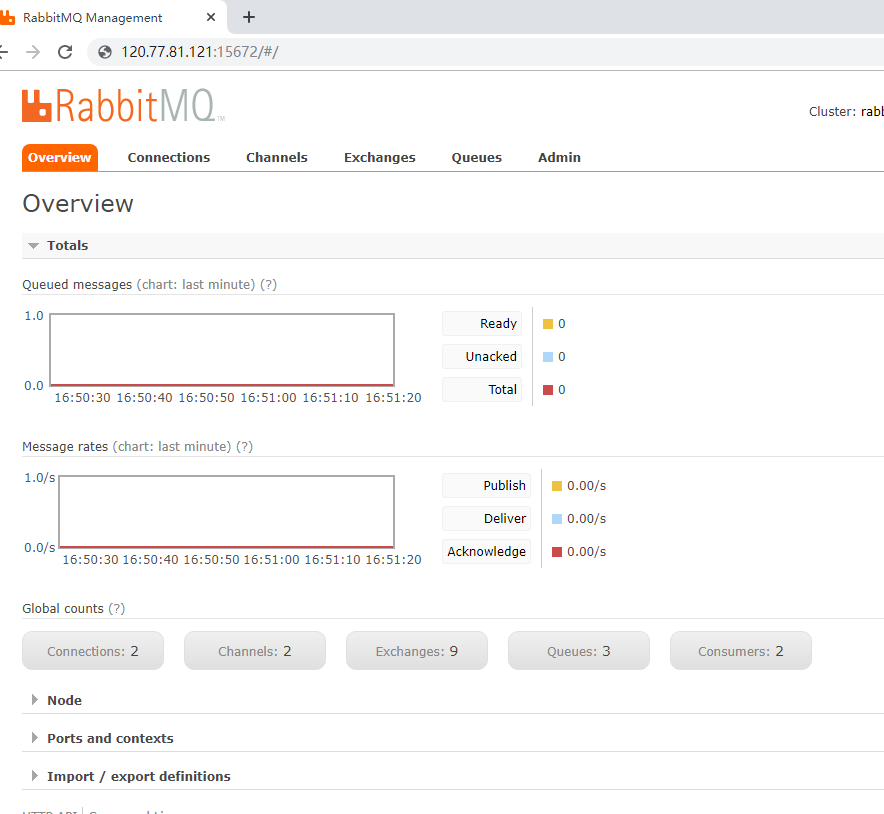 RabbitMQ Management
120.77.81.121:15672/#/
RabbitMQ TM
Cluster: rabb
Overview Connections Channels Exchanges Queues Admin
Overview
Totals
Queued messages (chart: last minute) (?)
1.0
0.0
16:50:30 16:50:40 16:50:50 16:51:00 16:51:10 16:51:20
Ready 0
Unacked 0
Total 0
Message rates (chart: last minute) (?)
1.0/s
0.0/s
16:50:30 16:50:40 16:50:50 16:51:00 16:51:10 16:51:20
Publish 0.00/s
Deliver 0.00/s
Acknowledge 0.00/s
Global counts (?)
Connections: 2 Channels: 2 Exchanges: 9 Queues: 3 Consumers: 2
Node
Ports and contexts
Import / export definitions